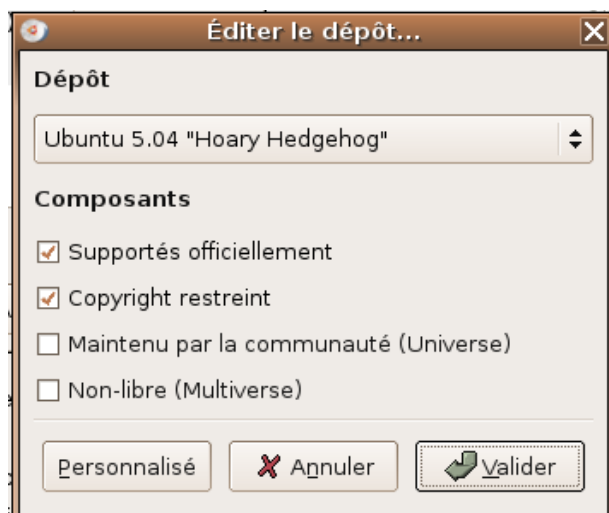 Éditer le dépôt...
Dépôt
Ubuntu 5.04 "Hoary Hedgehog"
Composants
Supportés officiellement
Copyright restreint
Maintenu par la communauté (Universe)
Non-libre (Multiverse)
Personnalisé
Annuler
Valider